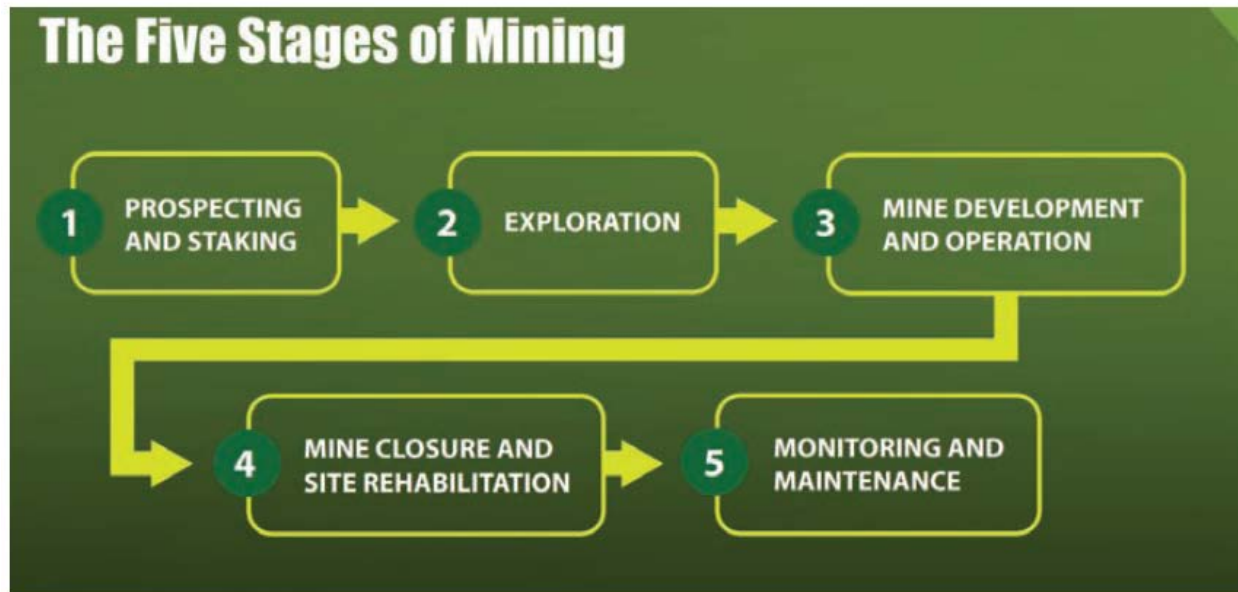 The Five Stages of Mining
1
PROSPECTING
AND STAKING
2
EXPLORATION
3
MINE DEVELOPMENT
AND OPERATION
4
MINE CLOSURE AND
SITE REHABILITATION
5
MONITORING AND
MAINTENANCE